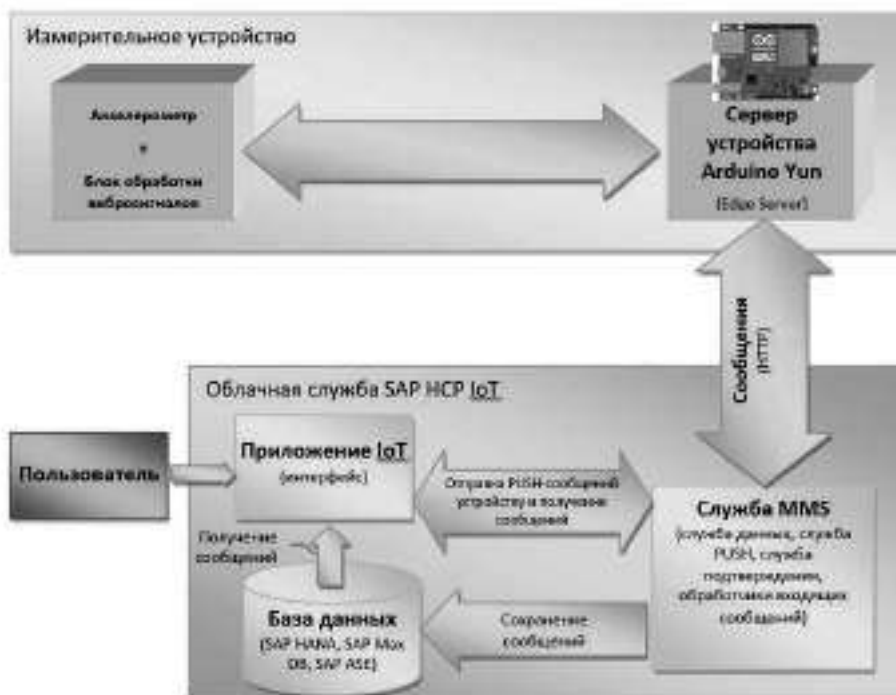 Измерительное устройство
Акселерометр
+
Блок обработки
вибросигналов
Сервер
устройства
Arduino Yun
(Edge Server)
Сообщения
(HTTP)
Облачная служба SAP HCP IoT
Пользователь
Приложение IoT
(интерфейс)
Отправка PUSH-сообщений
устройству и получение
сообщений
Служба MMS
(служба данных, служба
PUSH, служба
подтверждения,
обработчики входящих
сообщений)
Получение
сообщений
База данных
(SAP HANA, SAP Max
DB, SAP ASE)
Сохранение
сообщений